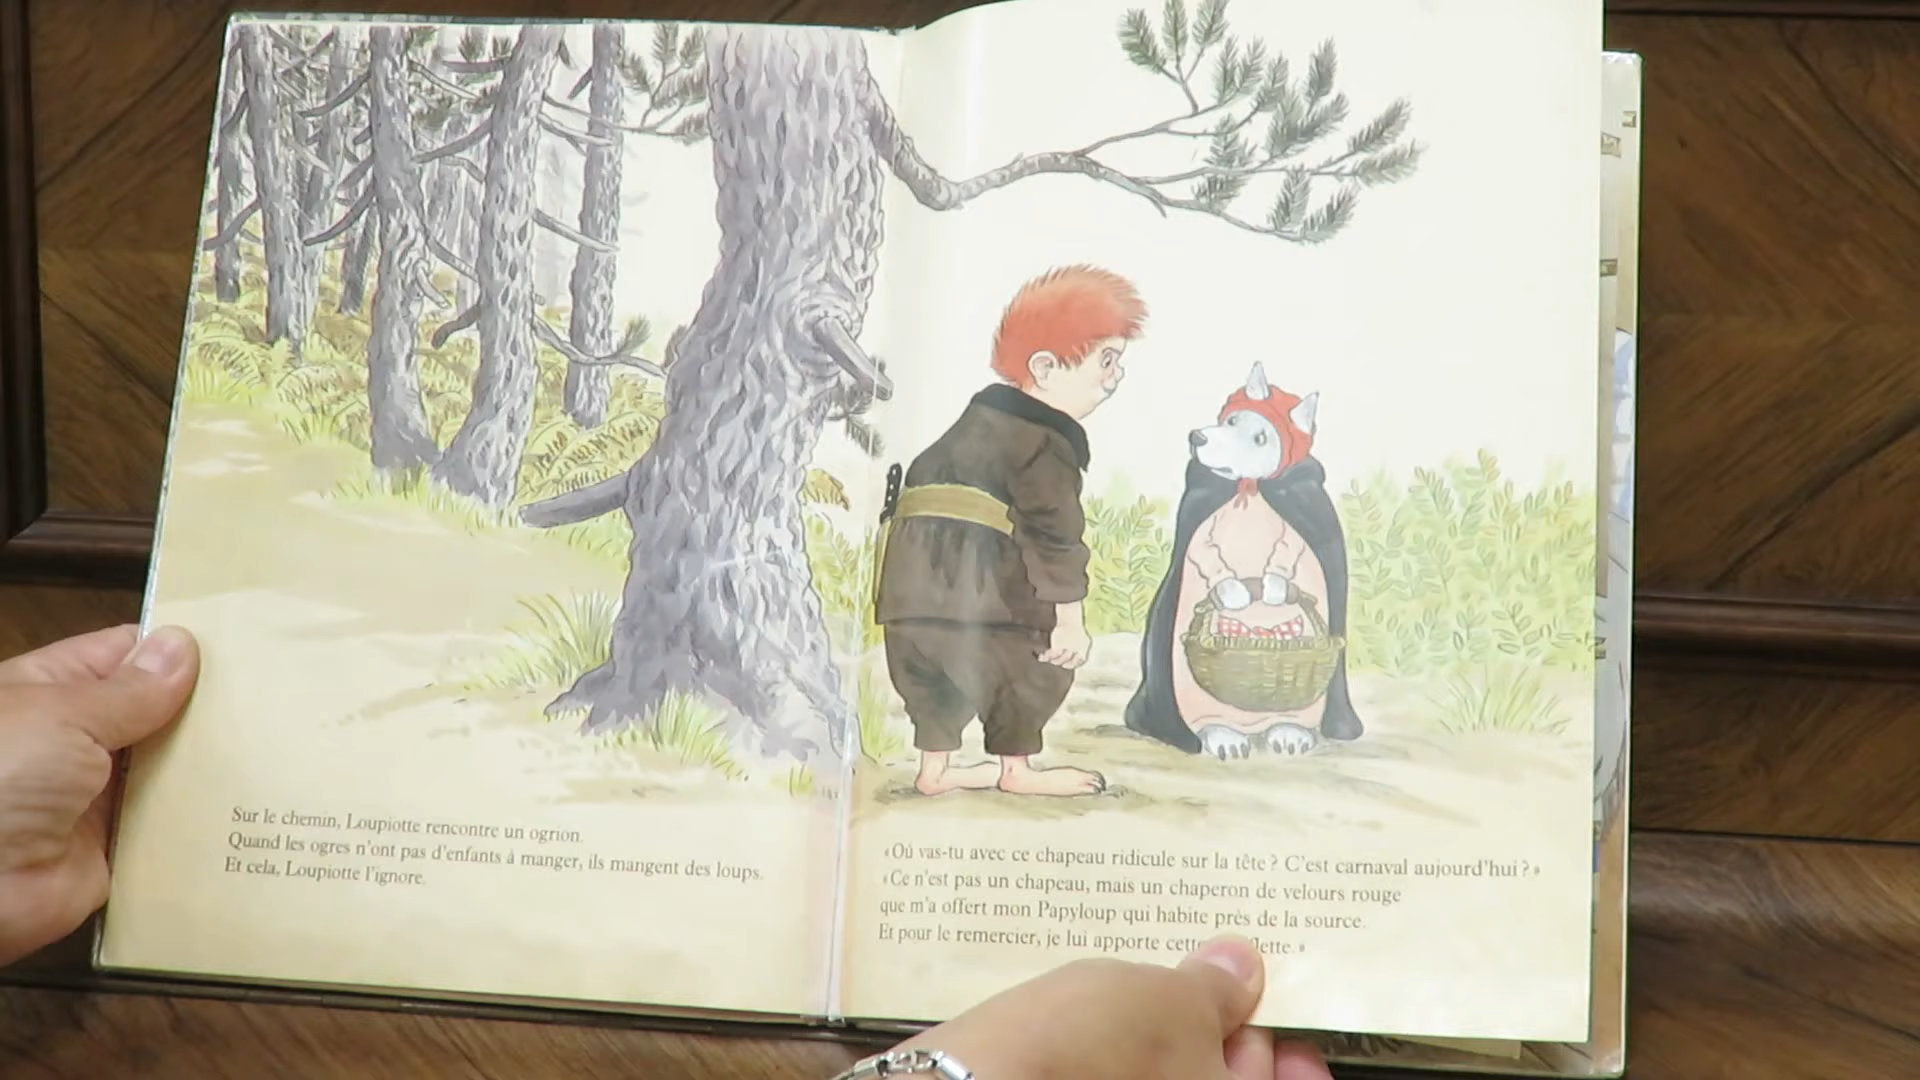 Sur le chemin, Loupiotte rencontre un ogrion.
Quand les ogres n'ont pas d'enfants à manger, ils mangent des loups.
Et cela, Loupiotte l'ignore.
«Où vas-tu avec ce chapeau ridicule sur la tête ? C'est carnaval aujourd'hui ? »
«Ce n'est pas un chapeau, mais un chaperon de velours rouge
que m'a offert mon Papyloup qui habite près de la source.
Et pour le remercier, je lui apporte